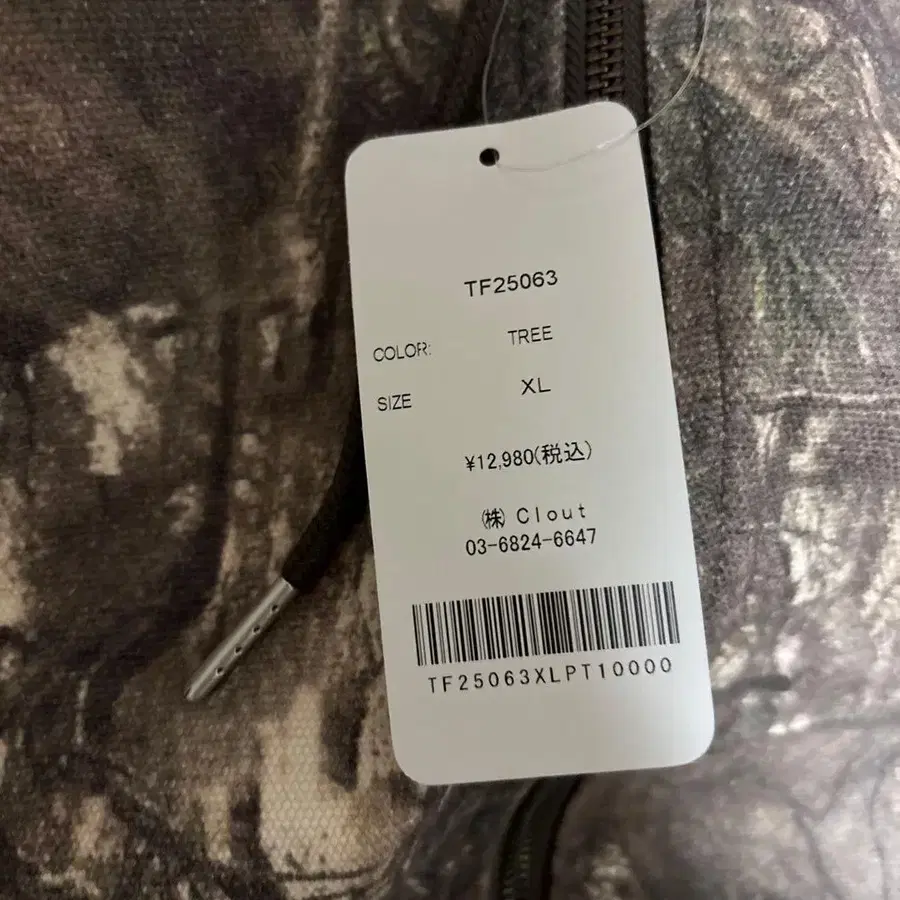 TF25063
COLOR: TREE
SIZE XL
¥12,980(税込)
㈱ Clout
03-6824-6647
TF25063XLPT10000